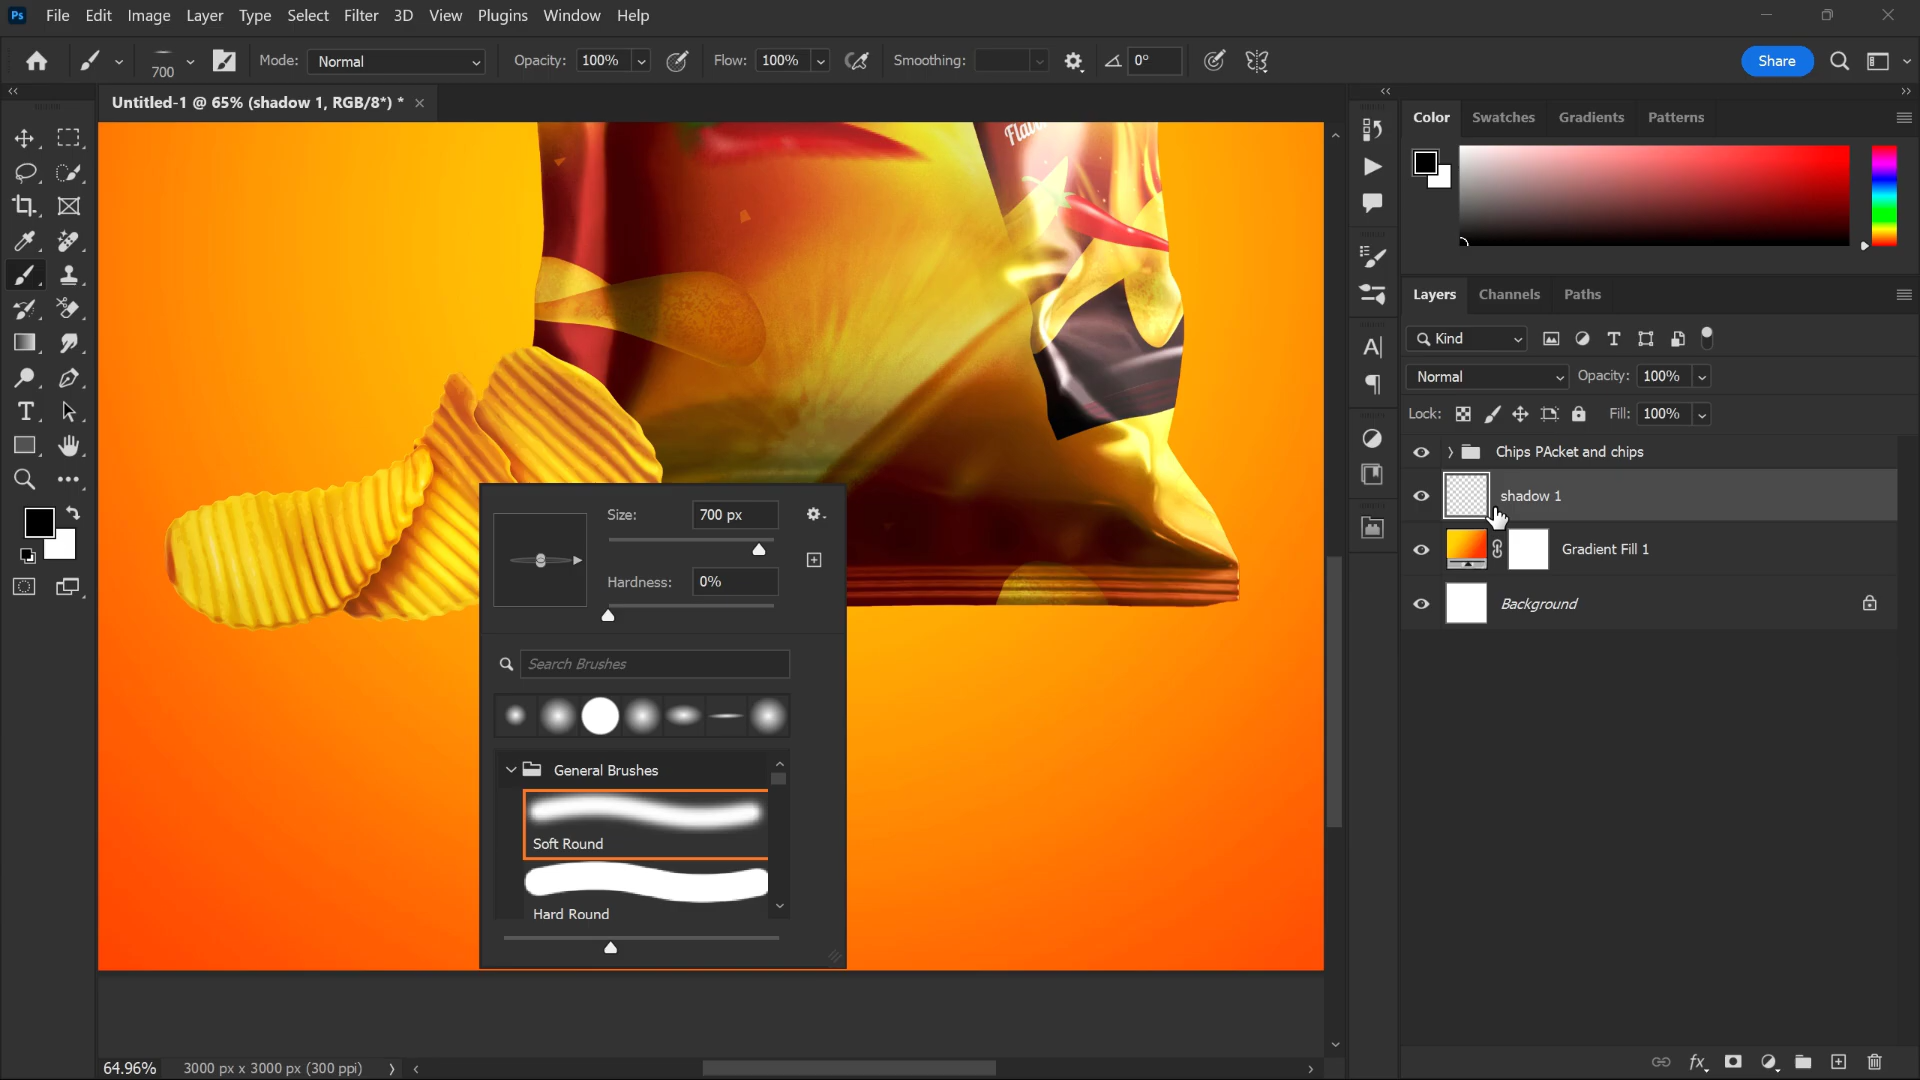 Ps File Edit Image Layer Type Select Filter 3D View Plugins Window Help
700 Mode: Normal Opacity: 100% Flow: 100% Smoothing: 0° Share
Untitled-1 @ 65% (shadow 1, RGB/8*) *
Color Swatches Gradients Patterns
Layers Channels Paths
Kind
Normal Opacity: 100%
Lock: Fill: 100%
Chips PAcket and chips
shadow 1
Gradient Fill 1
Background
Size: 700 px
Hardness: 0%
Search Brushes
General Brushes
Soft Round
Hard Round
64.96% 3000 px x 3000 px (300 ppi)